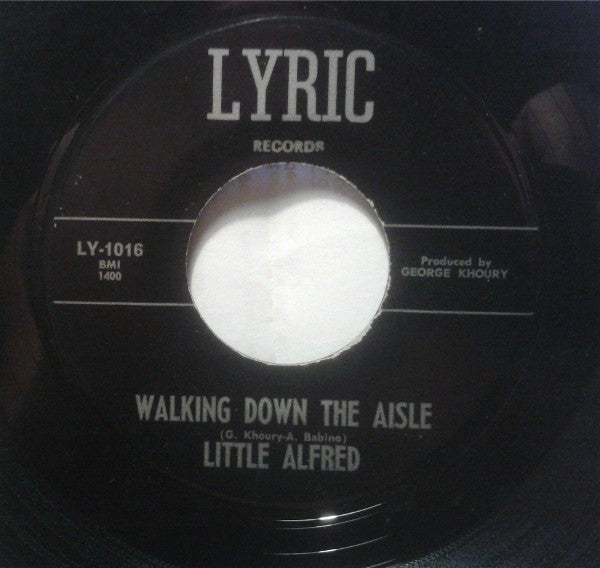 LYRIC
RECORDS
LY-1016
BMI
1400
Produced by
GEORGE KHOURY
WALKING DOWN THE AISLE
(G. Khoury-A. Babino)
LITTLE ALFRED